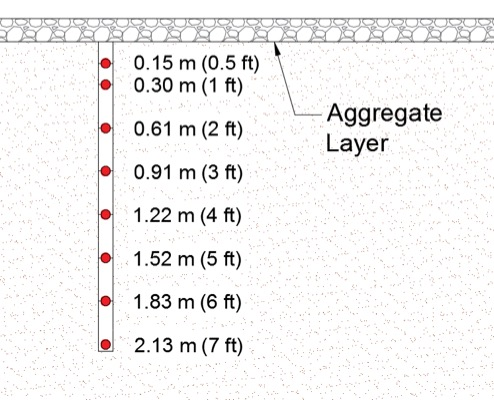 0.15 m (0.5 ft)
0.30 m (1 ft)
0.61 m (2 ft)
0.91 m (3 ft)
1.22 m (4 ft)
1.52 m (5 ft)
1.83 m (6 ft)
2.13 m (7 ft)
Aggregate
Layer